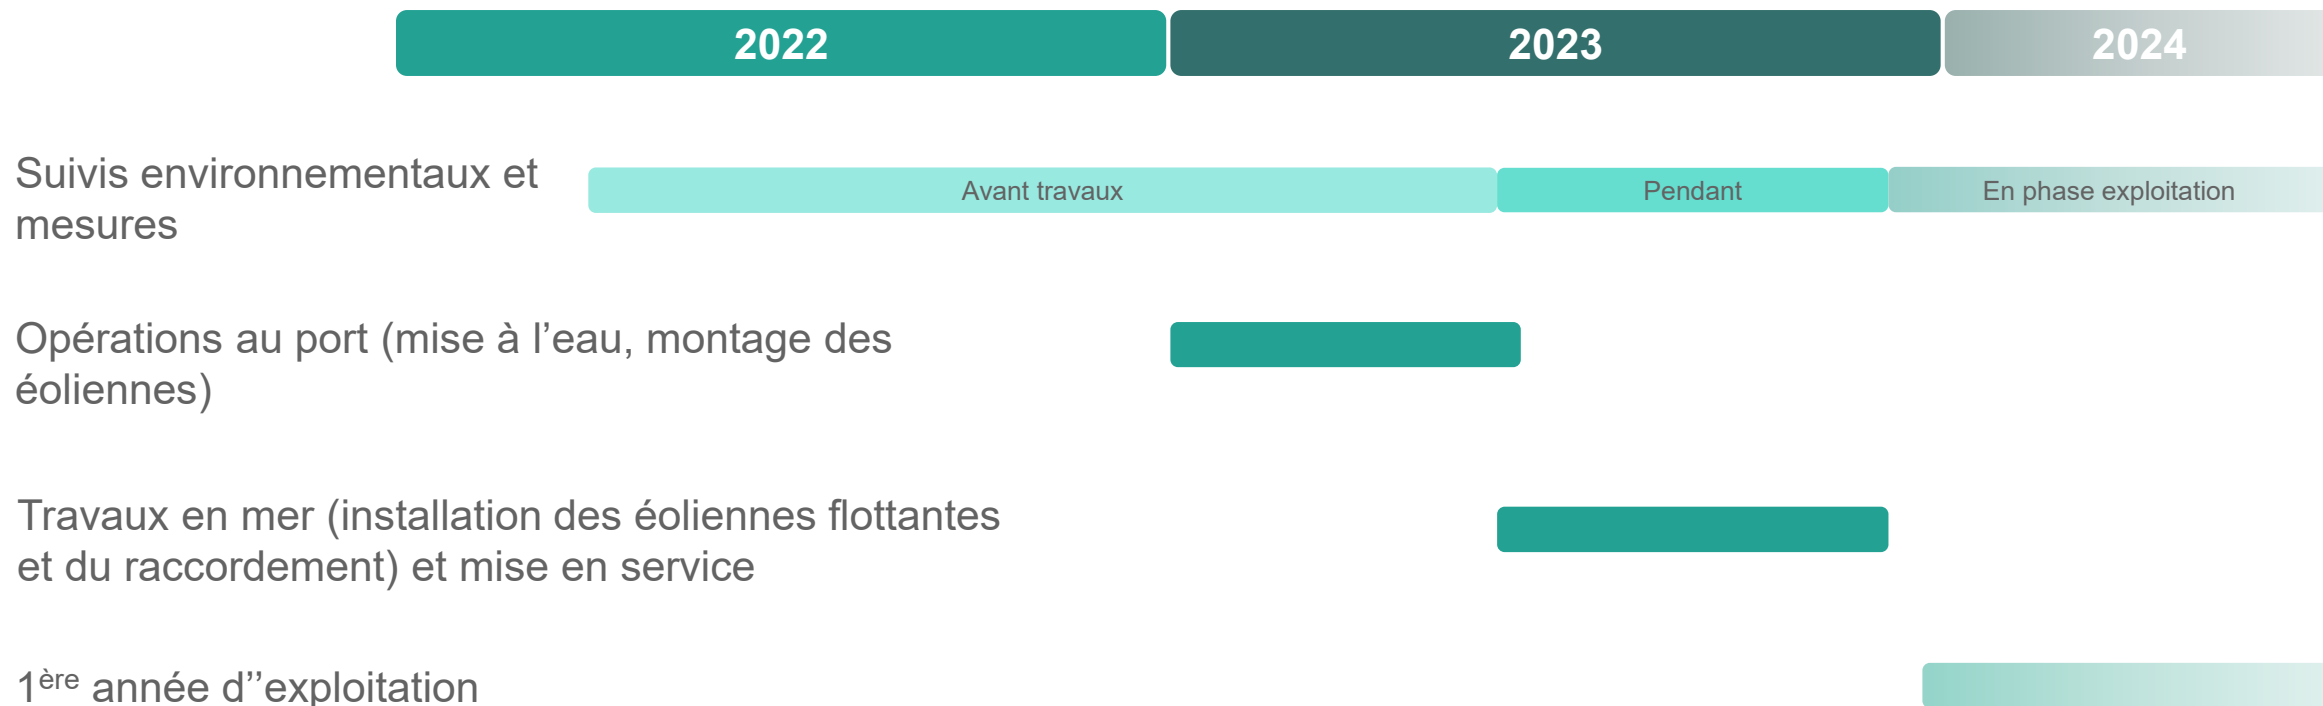 2022 2023 2024
Suivis environnementaux et
mesures
Avant travaux Pendant En phase exploitation
Opérations au port (mise à l’eau, montage des
éoliennes)
Travaux en mer (installation des éoliennes flottantes
et du raccordement) et mise en service
1ère année d’’exploitation